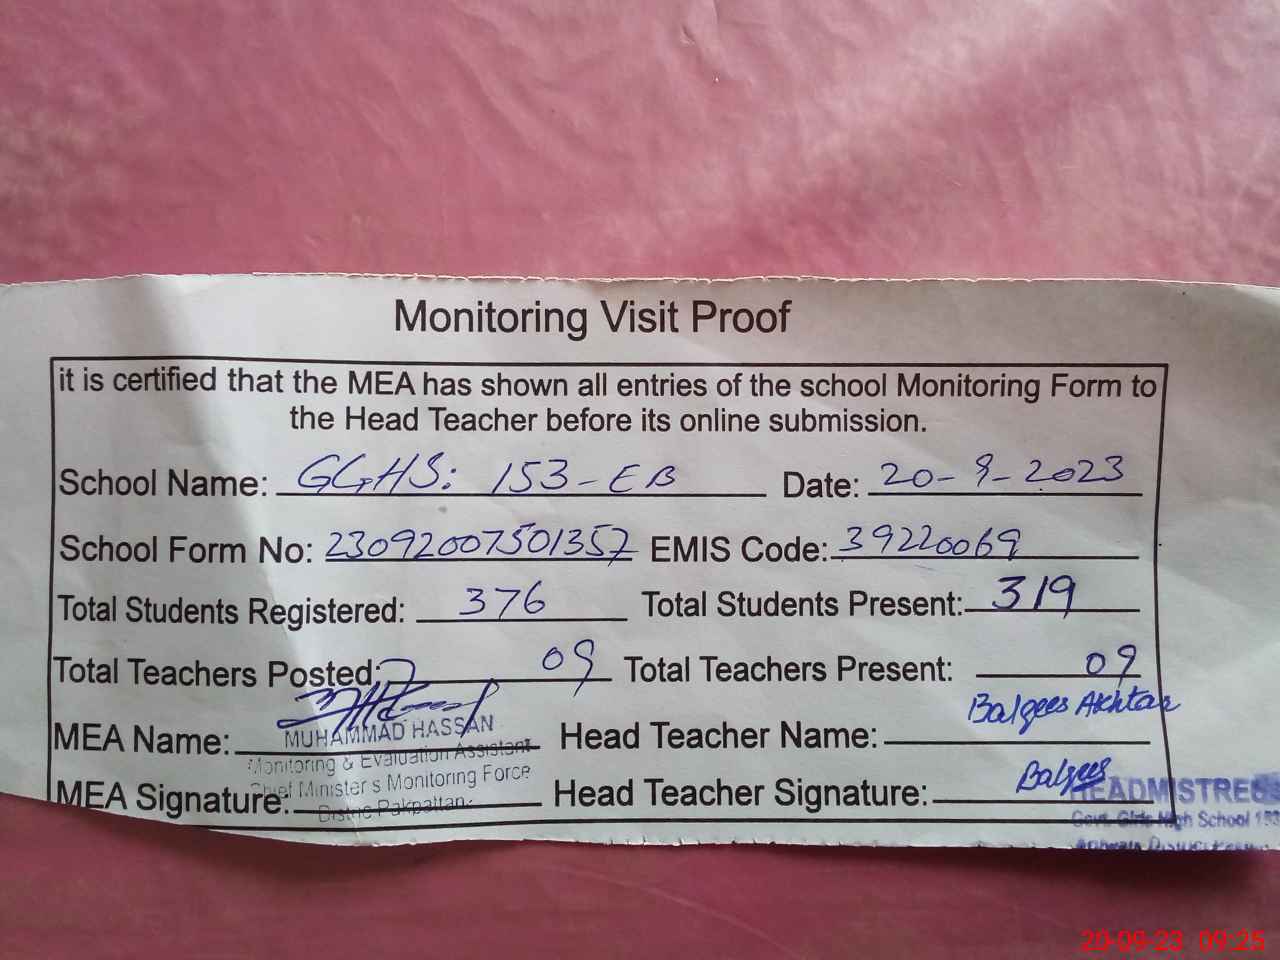 Monitoring Visit Proof
it is certified that the MEA has shown all entries of the school Monitoring Form to
the Head Teacher before its online submission.
School Name: GGHS: 153-EB Date: 20-9-2023
School Form No: 23092007501357 EMIS Code: 39220069
Total Students Registered: 376 Total Students Present: 319
Total Teachers Posted: 09 Total Teachers Present: 09
MEA Name: MUHAMMAD HASSAN Head Teacher Name: Balqees Akhtar
Monitoring & Evaluation Assistant
Chief Minister's Monitoring Force
MEA Signature: Head Teacher Signature: Balqees
District Pakpattan
HEADMISTRESS
Govt. Girls High School 153
20-09-23 09:25